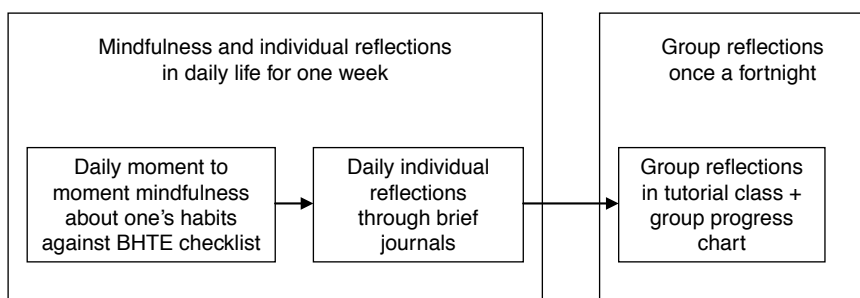 Mindfulness and individual reflections
in daily life for one week
Group reflections
once a fortnight
Daily moment to
moment mindfulness
about one’s habits
against BHTE checklist
Daily individual
reflections
through brief
journals
Group reflections
in tutorial class +
group progress
chart